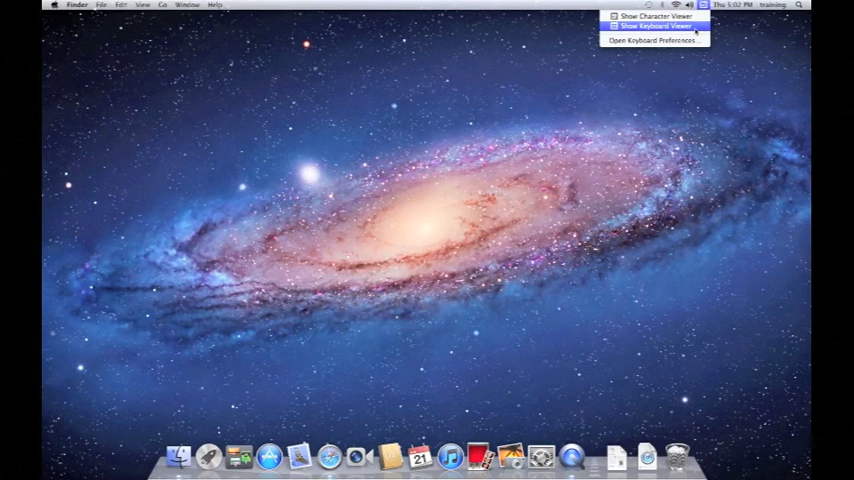 Finder File Edit View Go Window Help Thu 5:02 PM training
Show Character Viewer
Show Keyboard Viewer
Open Keyboard Preferences...
21